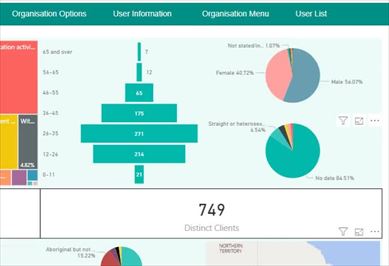 Organisation Options User Information Organisation Menu User List
ation activi...
65 and over 7
54-65 12
46-55 65
36-45 175
26-35 271
12-26 214
0-11 21
ent ...
Wit...
4.82%
Not stated/in... 1.07%
Female 40.72%
Male 56.07%
Straight or heterosex...
6.54%
No data 84.51%
749
Distinct Clients
Aboriginal but not ...
15.22%
NORTHERN
TERRITORY